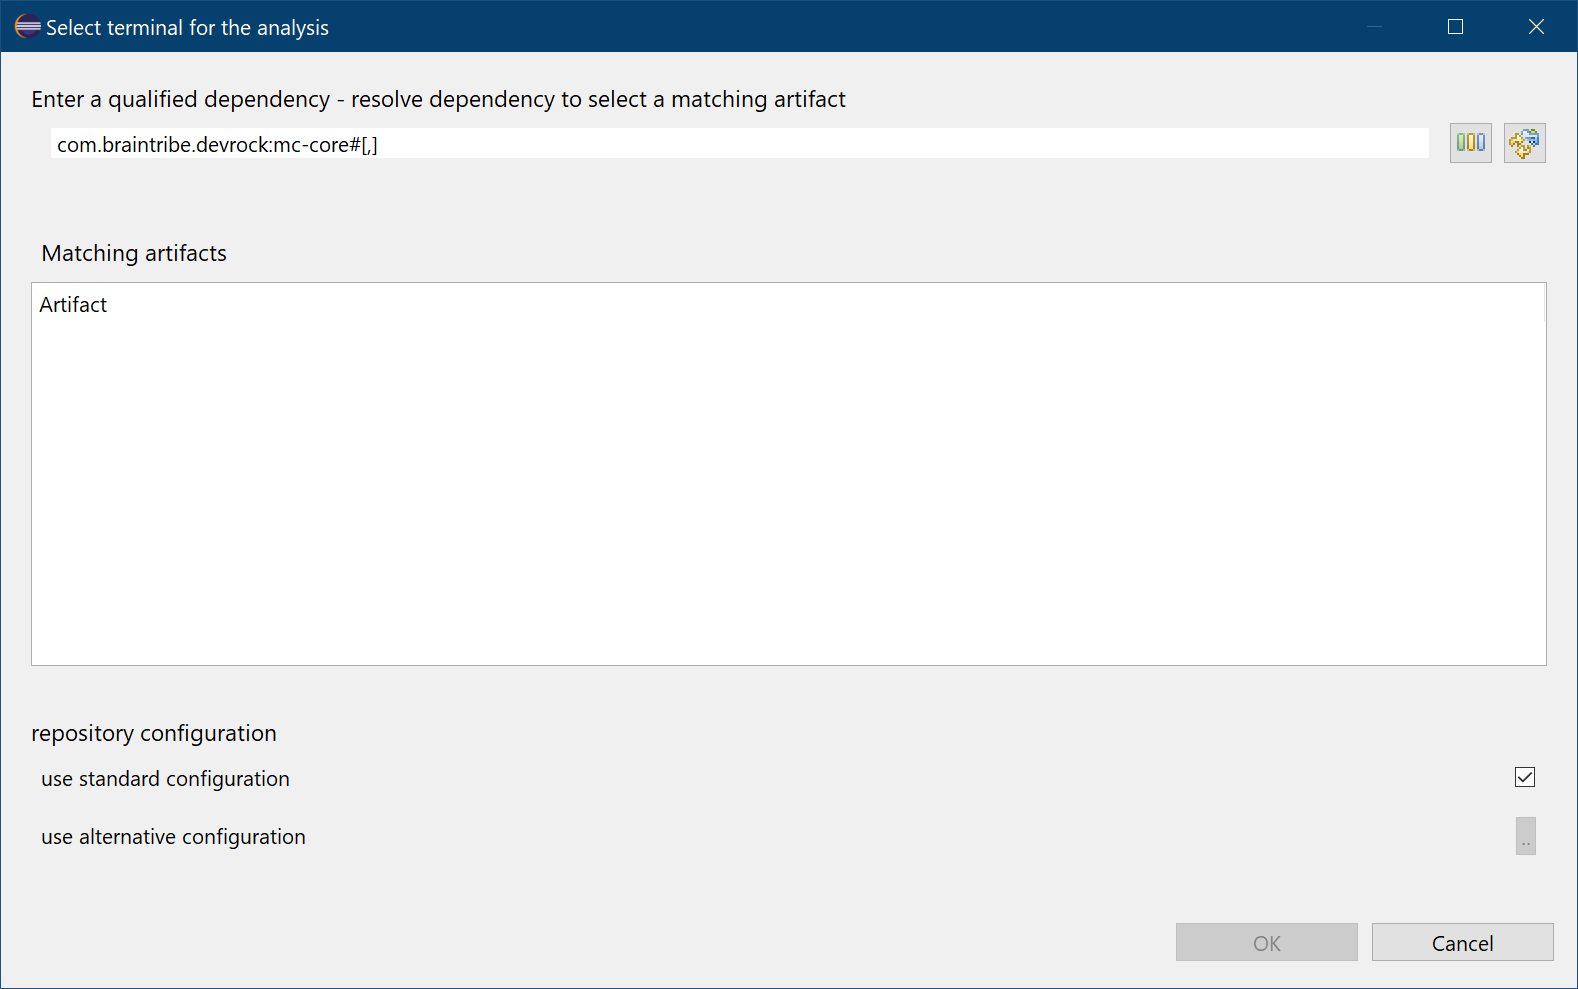 Select terminal for the analysis
Enter a qualified dependency - resolve dependency to select a matching artifact
com.braintribe.devrock:mc-core#[,]
Matching artifacts
Artifact
repository configuration
use standard configuration
use alternative configuration
..
OK
Cancel